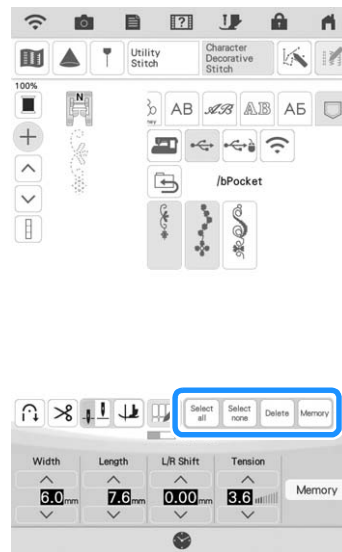 Utility
Stitch
Character
Decorative
Stitch
100%
N
AB AB AB АБ
/bPocket
Select
all
Select
none
Delete
Memory
Width
Length
L/R Shift
Tension
6.0 mm
7.6 mm
0.00 mm
3.6
Memory